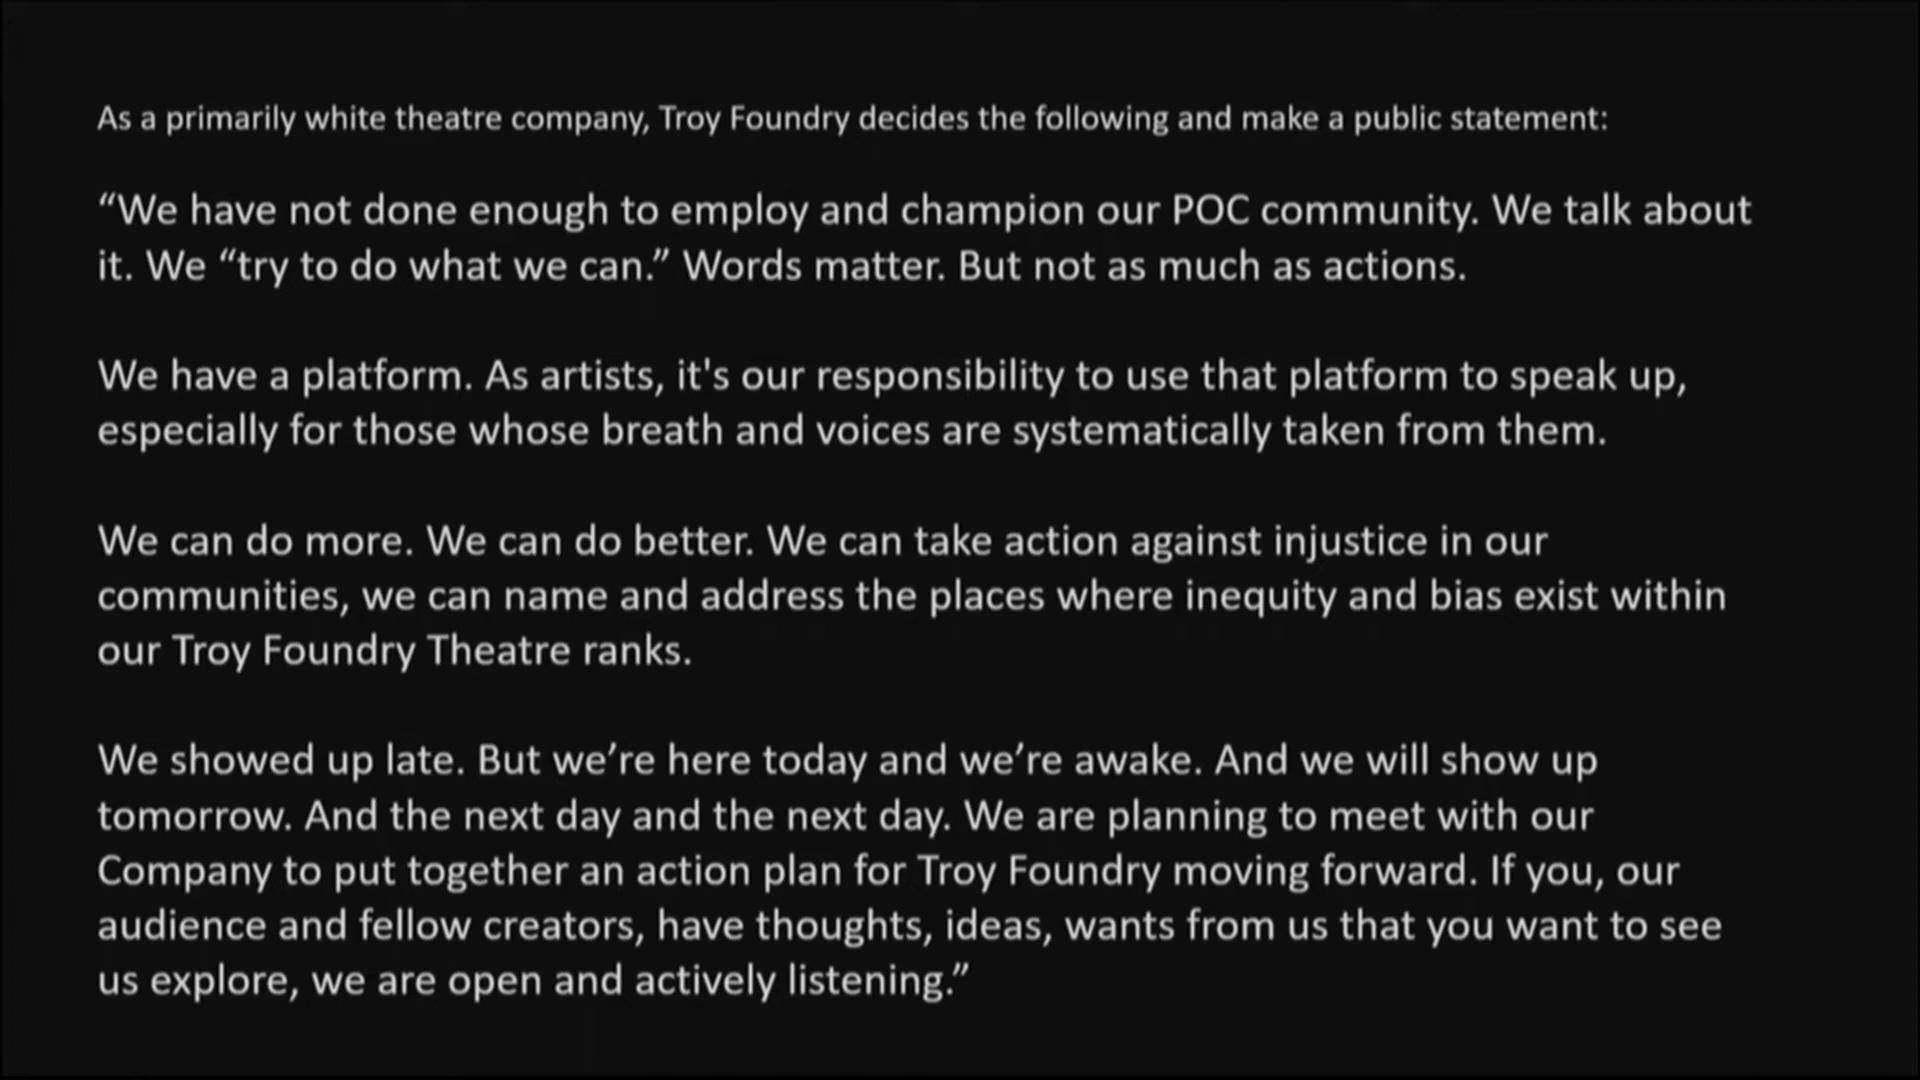 As a primarily white theatre company, Troy Foundry decides the following and make a public statement:
“We have not done enough to employ and champion our POC community. We talk about
it. We “try to do what we can.” Words matter. But not as much as actions.
We have a platform. As artists, it's our responsibility to use that platform to speak up,
especially for those whose breath and voices are systematically taken from them.
We can do more. We can do better. We can take action against injustice in our
communities, we can name and address the places where inequity and bias exist within
our Troy Foundry Theatre ranks.
We showed up late. But we’re here today and we’re awake. And we will show up
tomorrow. And the next day and the next day. We are planning to meet with our
Company to put together an action plan for Troy Foundry moving forward. If you, our
audience and fellow creators, have thoughts, ideas, wants from us that you want to see
us explore, we are open and actively listening.”